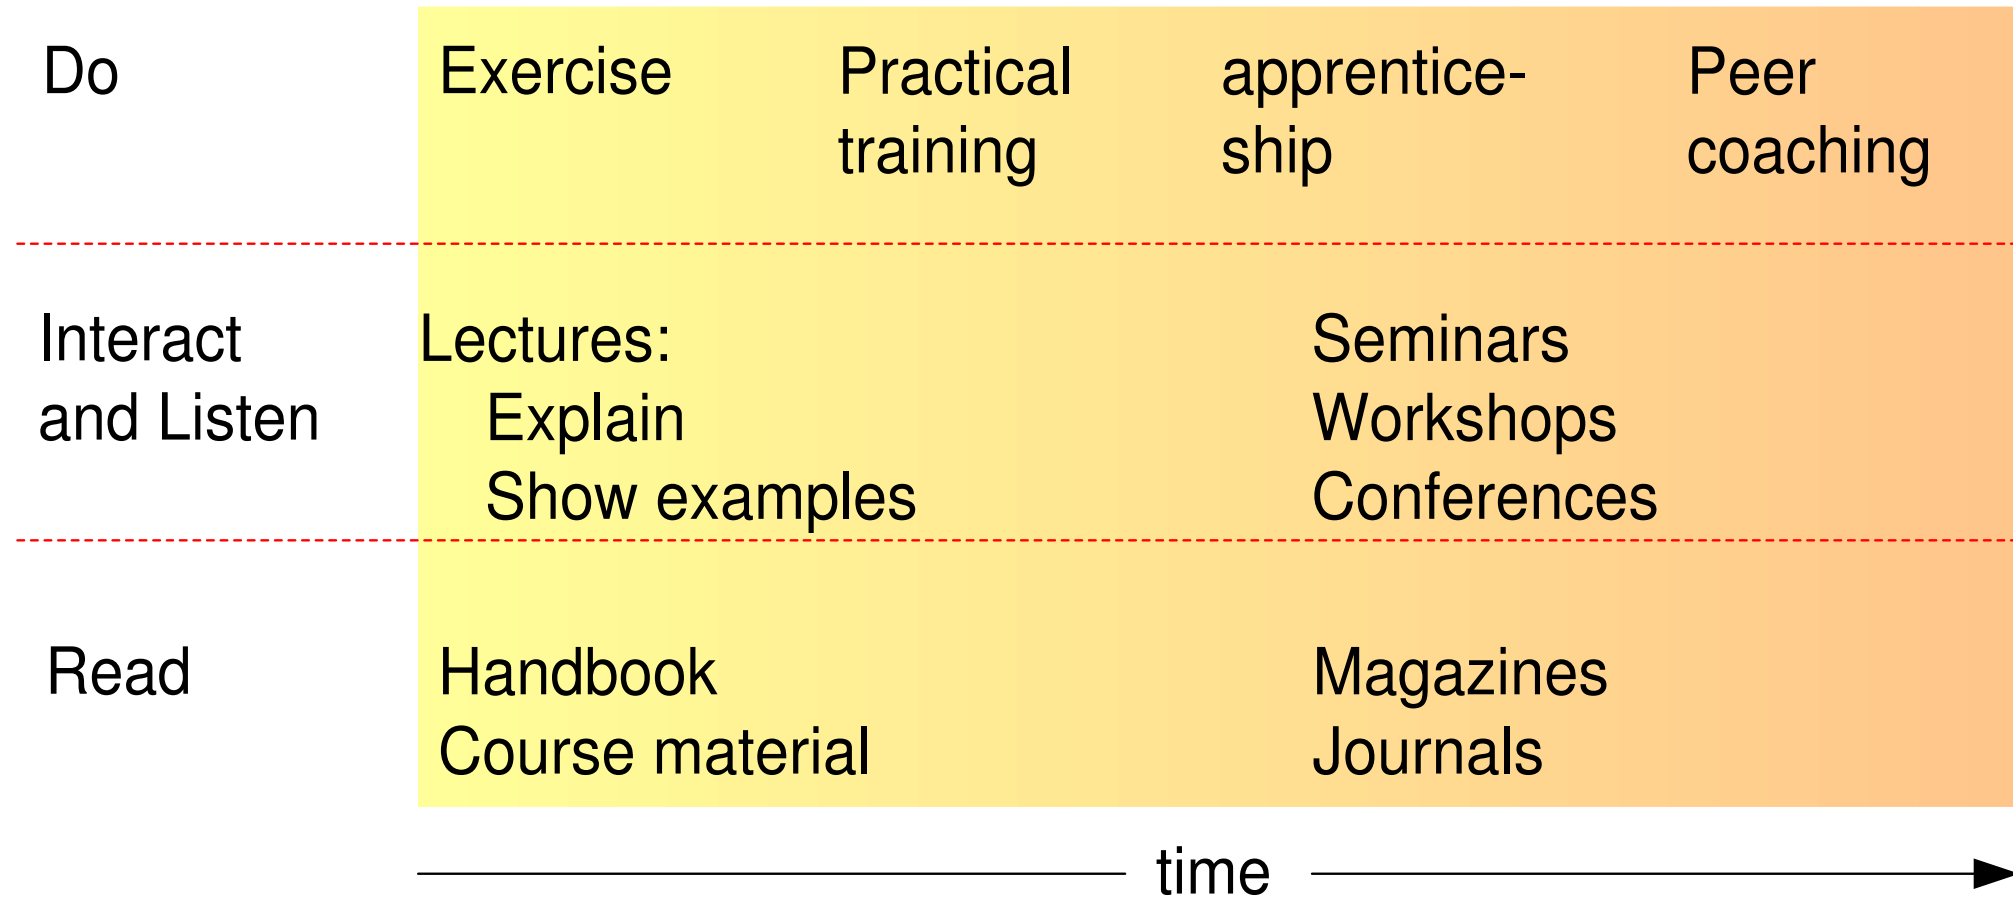 Do
Exercise
Practical
training
apprentice-
ship
Peer
coaching
Interact
and Listen
Lectures:
Explain
Show examples
Seminars
Workshops
Conferences
Read
Handbook
Course material
Magazines
Journals
time